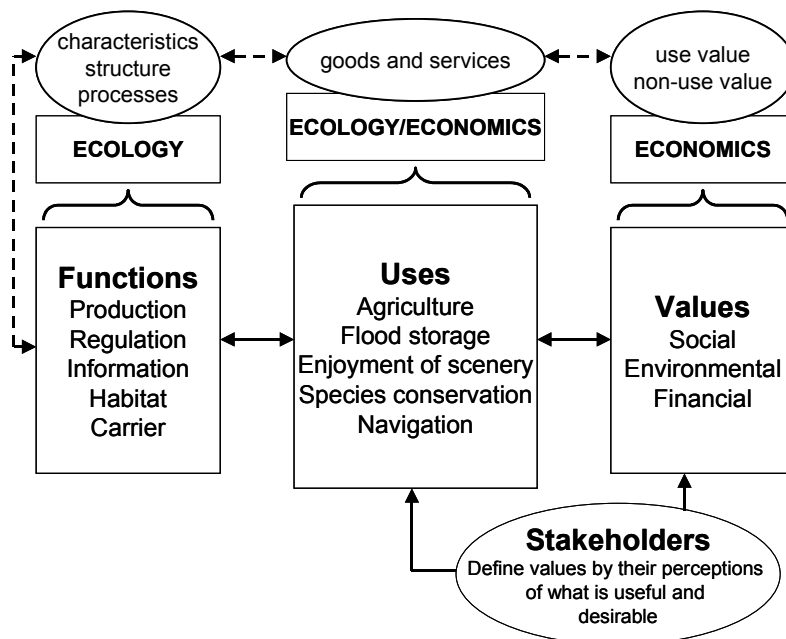 characteristics
structure
processes
goods and services
use value
non-use value
ECOLOGY
ECOLOGY/ECONOMICS
ECONOMICS
Functions
Production
Regulation
Information
Habitat
Carrier
Uses
Agriculture
Flood storage
Enjoyment of scenery
Species conservation
Navigation
Values
Social
Environmental
Financial
Stakeholders
Define values by their perceptions
of what is useful and
desirable